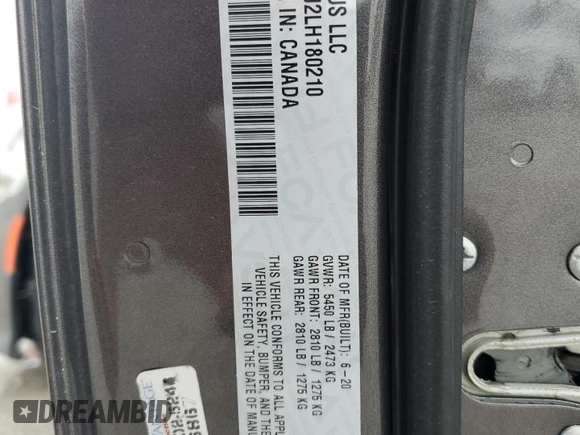 US LLC
IN: CANADA
2LH180210
DATE OF MFR(BUILT): 6-20
GVWR: 5450 LB / 2473 KG
GAWR FRONT: 2810 LB / 1275 KG
GAWR REAR: 2810 LB / 1275 KG
THIS VEHICLE CONFORMS TO ALL APPL
VEHICLE SAFETY, BUMPER, AND THE
IN EFFECT ON THE DATE OF MANU
FCA
DREAMBID